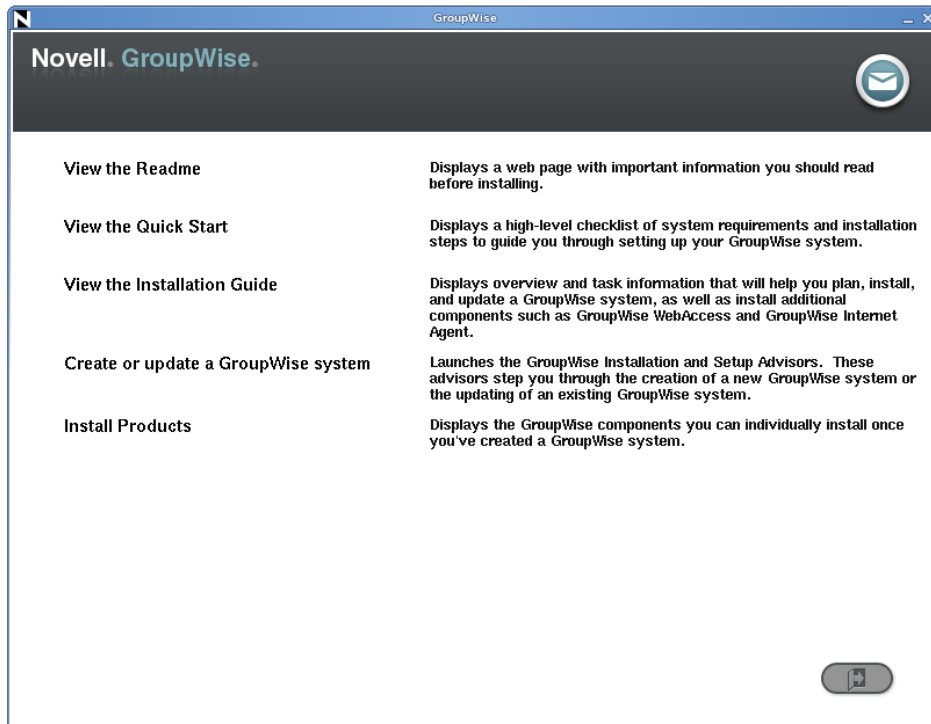 GroupWise
Novell. GroupWise.
View the Readme
Displays a web page with important information you should read
before installing.
View the Quick Start
Displays a high-level checklist of system requirements and installation
steps to guide you through setting up your GroupWise system.
View the Installation Guide
Displays overview and task information that will help you plan, install,
and update a GroupWise system, as well as install additional
components such as GroupWise WebAccess and GroupWise Internet
Agent.
Create or update a GroupWise system
Launches the GroupWise Installation and Setup Advisors. These
advisors step you through the creation of a new GroupWise system or
the updating of an existing GroupWise system.
Install Products
Displays the GroupWise components you can individually install once
you've created a GroupWise system.